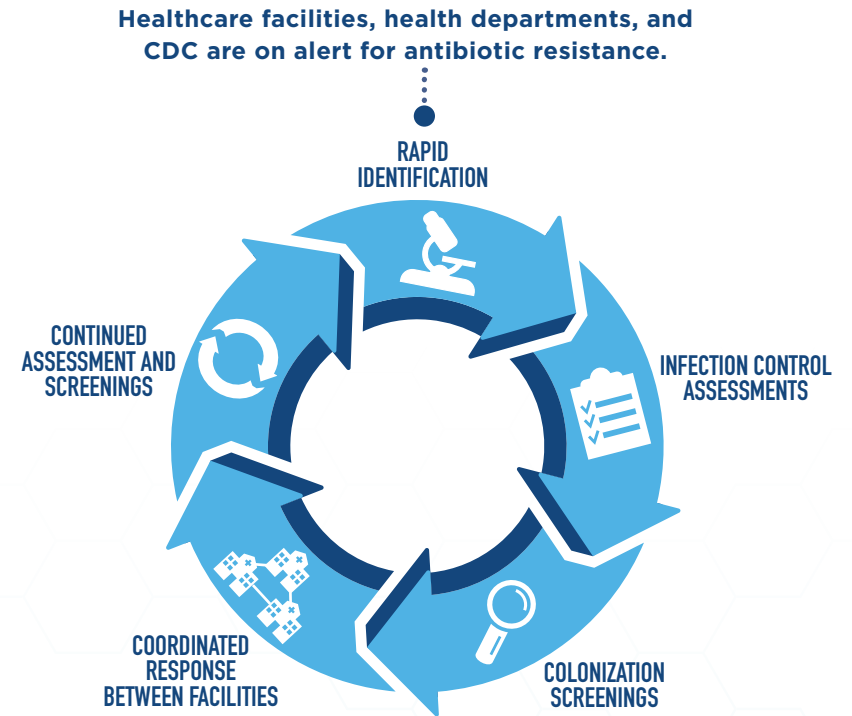 Healthcare facilities, health departments, and
CDC are on alert for antibiotic resistance.
RAPID
IDENTIFICATION
INFECTION CONTROL
ASSESSMENTS
COLONIZATION
SCREENINGS
COORDINATED
RESPONSE
BETWEEN FACILITIES
CONTINUED
ASSESSMENT AND
SCREENINGS